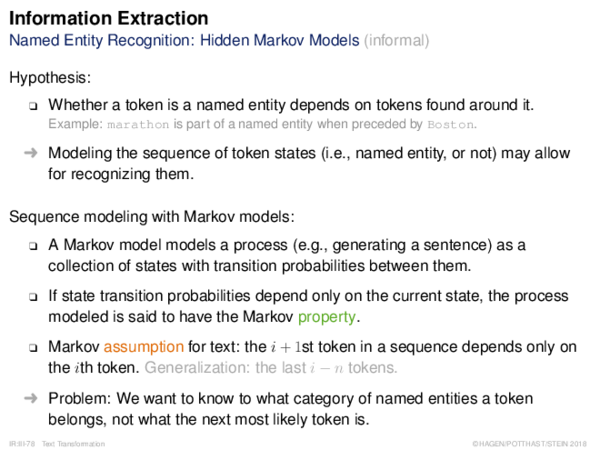 Information Extraction
Named Entity Recognition: Hidden Markov Models (informal)
Hypothesis:
❑ Whether a token is a named entity depends on tokens found around it.
Example: marathon is part of a named entity when preceded by Boston.
➜ Modeling the sequence of token states (i.e., named entity, or not) may allow
for recognizing them.
Sequence modeling with Markov models:
❑ A Markov model models a process (e.g., generating a sentence) as a
collection of states with transition probabilities between them.
❑ If state transition probabilities depend only on the current state, the process
modeled is said to have the Markov property.
❑ Markov assumption for text: the i + 1st token in a sequence depends only on
the ith token. Generalization: the last i − n tokens.
➜ Problem: We want to know to what category of named entities a token
belongs, not what the next most likely token is.
IR:III-78 Text Transformation ©HAGEN/POTTHAST/STEIN 2018